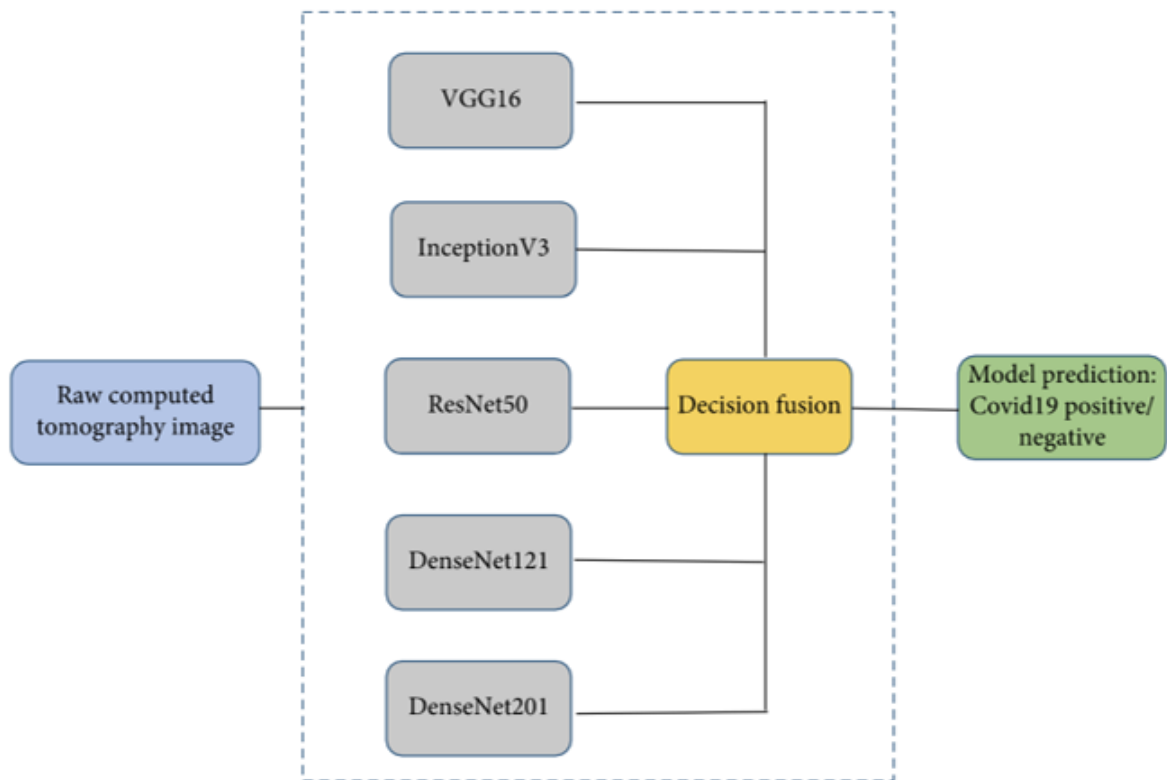 VGG16
InceptionV3
Raw computed
tomography image
ResNet50
Decision fusion
Model prediction:
Covid19 positive/
negative
DenseNet121
DenseNet201